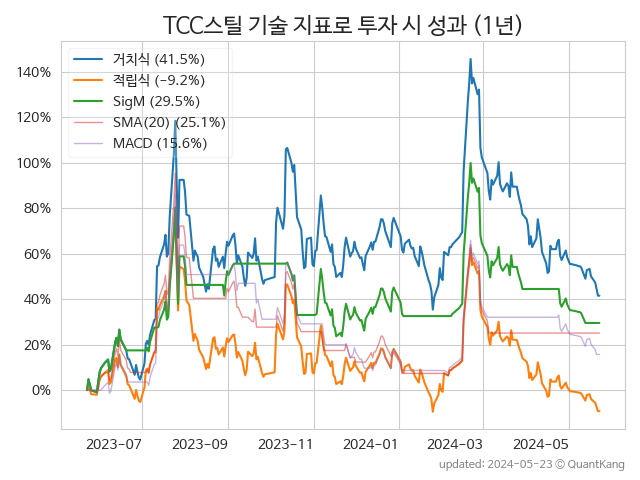 TCC스틸 기술 지표로 투자 시 성과 (1년)
거치식 (41.5%)
적립식 (-9.2%)
SigM (29.5%)
SMA(20) (25.1%)
MACD (15.6%)
140%
120%
100%
80%
60%
40%
20%
0%
2023-07
2023-09
2023-11
2024-01
2024-03
2024-05
updated: 2024-05-23 ⓒ QuantKang